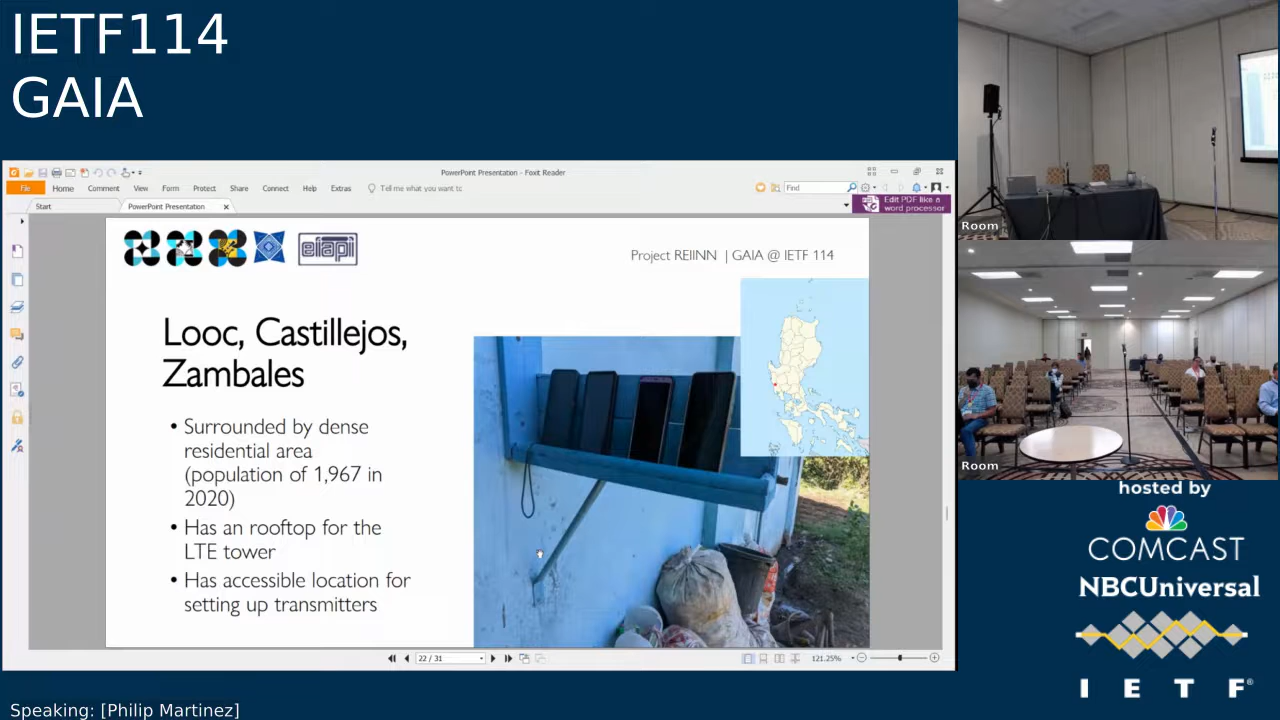 IETF114
GAIA
PowerPoint Presentation - Foxit Reader
File Home Comment View Form Protect Share Connect Help Extras Tell me what you want tc
Find
Start PowerPoint Presentation
Edit PDF like a
word processor
eiapi
Project REIINN | GAIA @ IETF 114
Looc, Castillejos,
Zambales
• Surrounded by dense
residential area
(population of 1,967 in
2020)
• Has an rooftop for the
LTE tower
• Has accessible location for
setting up transmitters
22 / 31
121.25%
Speaking: [Philip Martinez]
Room
Room
hosted by
COMCAST
NBCUniversal
I E T F®